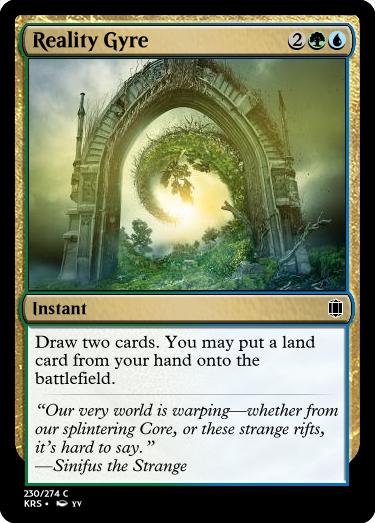 Reality Gyre 2
Instant
Draw two cards. You may put a land
card from your hand onto the
battlefield.
“Our very world is warping—whether from
our splintering Core, or these strange rifts,
it’s hard to say.”
—Sinifus the Strange
230/274 C
KRS • YV